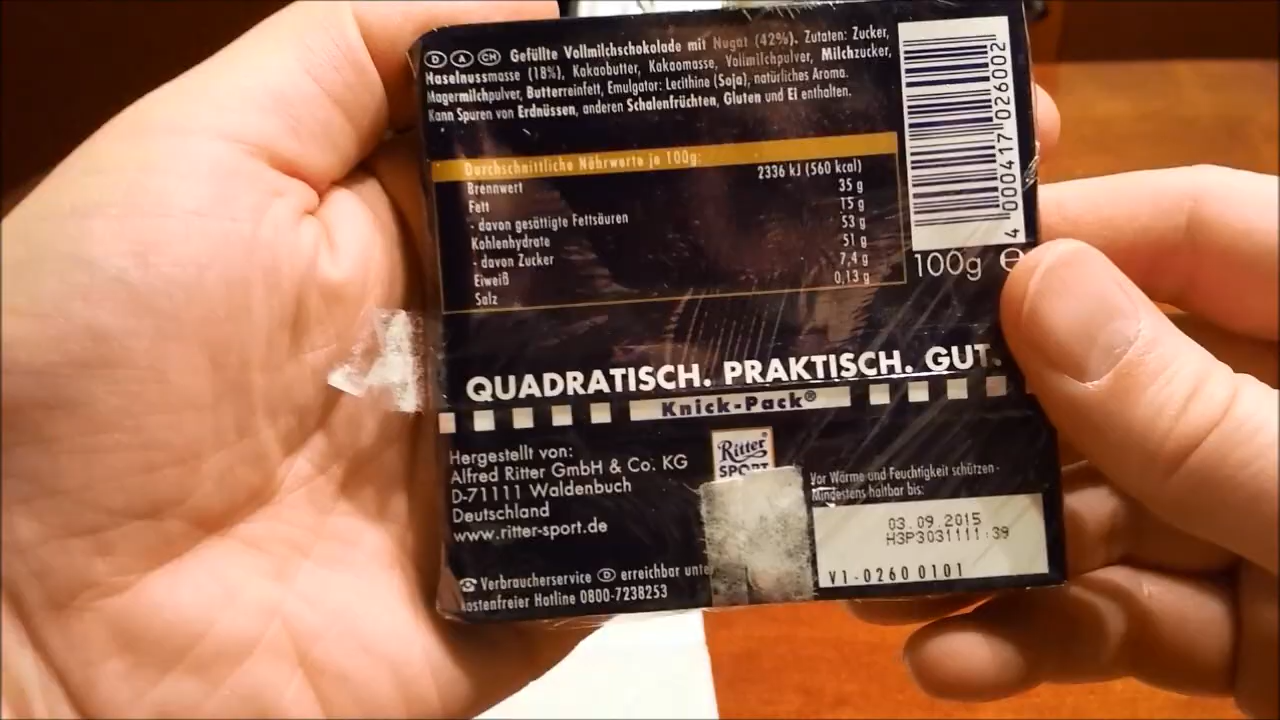 D A CH Gefüllte Vollmilchschokolade mit Nugat (42%). Zutaten: Zucker,
Haselnussmasse (18%), Kakaobutter, Kakaomasse, Vollmilchpulver, Milchzucker,
Magermilchpulver, Butterreinfett, Emulgator: Lecithine (Soja), natürliches Aroma.
Kann Spuren von Erdnüssen, anderen Schalenfrüchten, Gluten und Ei enthalten.
4 000417 026002
100g e
Durchschnittliche Nährwerte je 100g:
Brennwert 2336 kJ (560 kcal)
Fett 35 g
- davon gesättigte Fettsäuren 15 g
Kohlenhydrate 53 g
- davon Zucker 51 g
Eiweiß 7,4 g
Salz 0,13 g
QUADRATISCH. PRAKTISCH. GUT.
Knick-Pack®
Hergestellt von:
Alfred Ritter GmbH & Co. KG
D-71111 Waldenbuch
Deutschland
www.ritter-sport.de
Ritter®
SPORT
Vor Wärme und Feuchtigkeit schützen -
Mindestens haltbar bis:
03.09.2015
H3P3031111:39
V1-0260 0101
Verbraucherservice D erreichbar unter
kostenfreier Hotline 0800-7238253